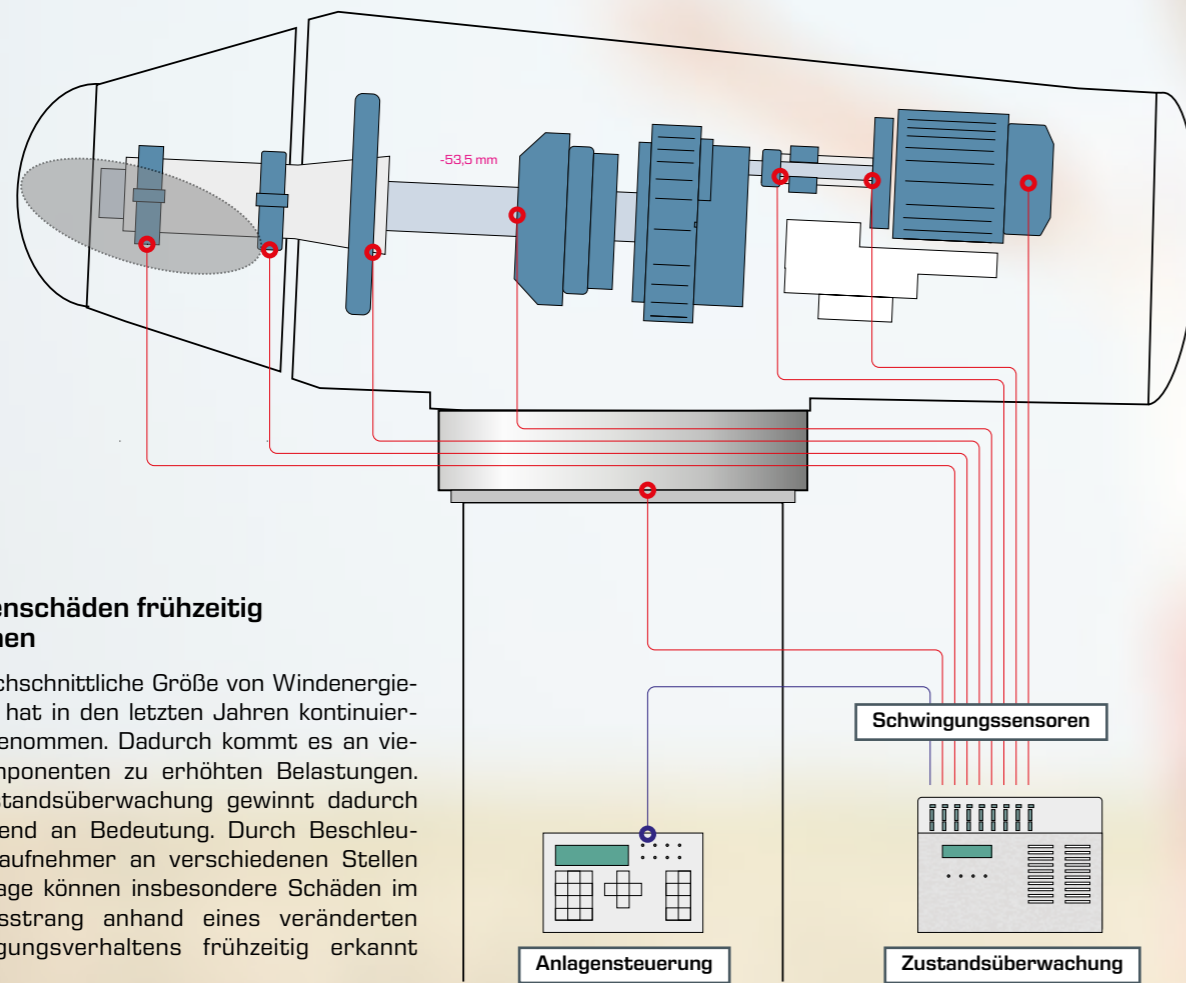 -53,5 mm
enschäden frühzeitig
nen
chschnittliche Größe von Windenergie-
hat in den letzten Jahren kontinuier-
enommen. Dadurch kommt es an vie-
mponenten zu erhöhten Belastungen.
standsüberwachung gewinnt dadurch
end an Bedeutung. Durch Beschleu-
aufnehmer an verschiedenen Stellen
age können insbesondere Schäden im
sstrang anhand eines veränderten
gungsverhaltens frühzeitig erkannt
Schwingungssensoren
Anlagensteuerung
Zustandsüberwachung